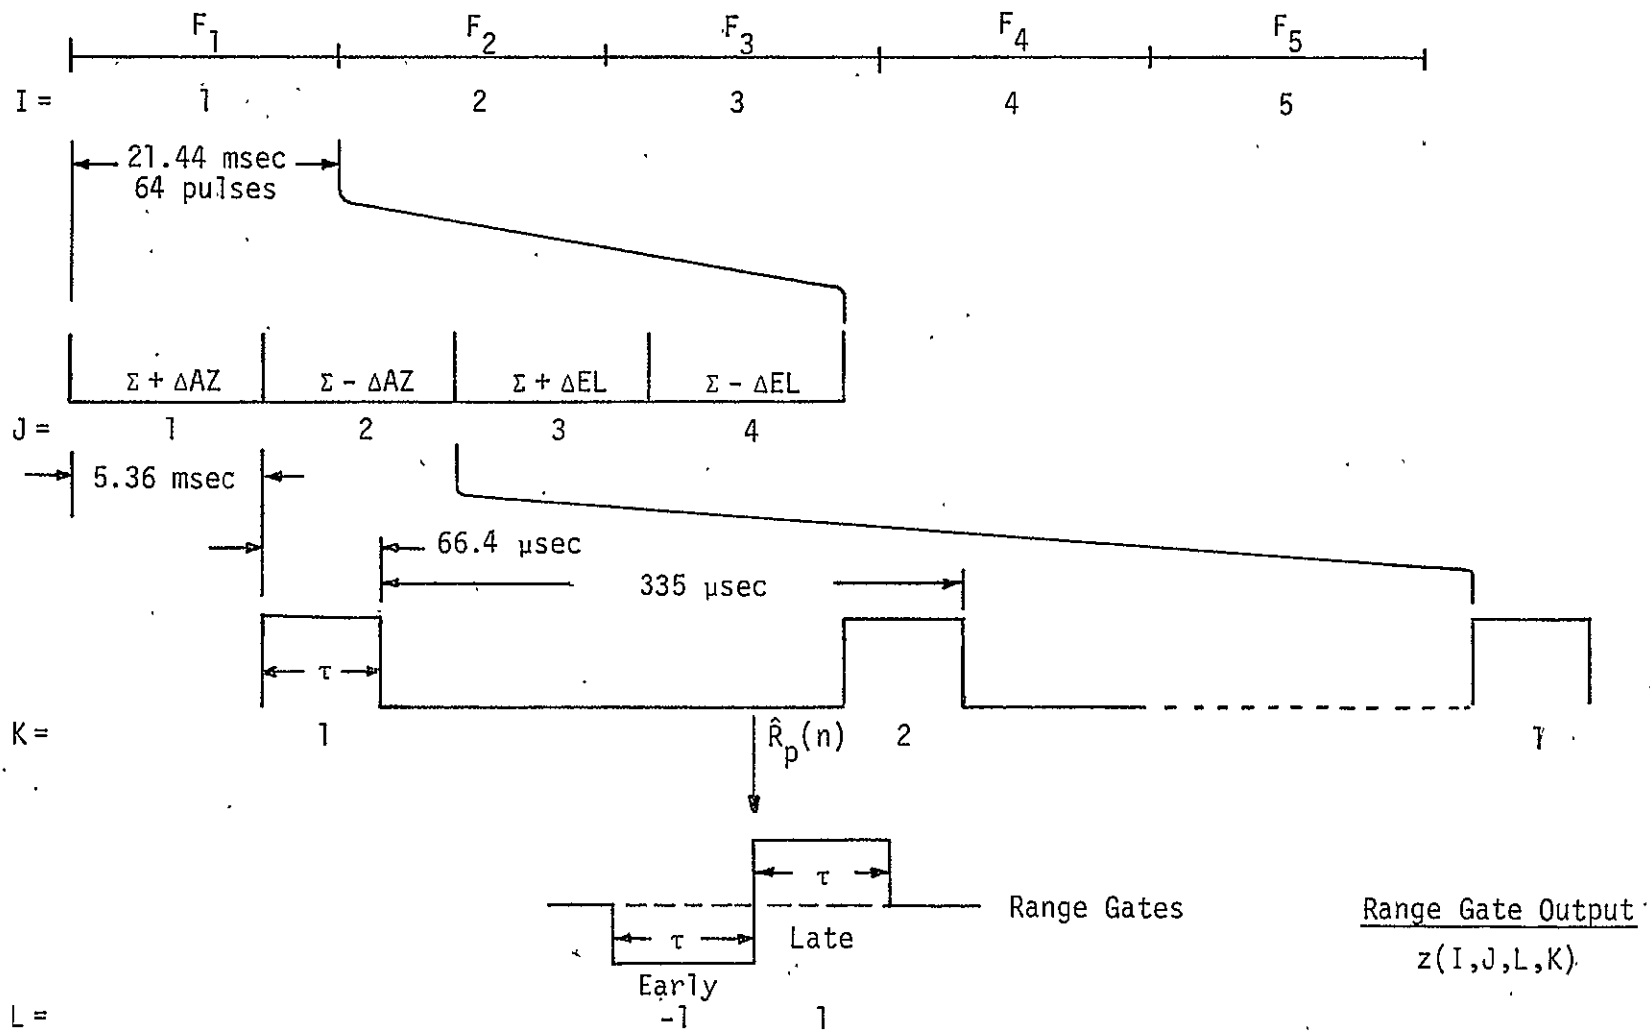 F1 F2 F3 F4 F5
I = 1 2 3 4 5
21.44 msec
64 pulses
Σ + ΔAZ Σ - ΔAZ Σ + ΔEL Σ - ΔEL
J = 1 2 3 4
5.36 msec
66.4 μsec
335 μsec
τ
K = 1 R̂p(n) 2 1
τ
Range Gates
Range Gate Output
τ Late
z(I,J,L,K)
Early
L = -1 1